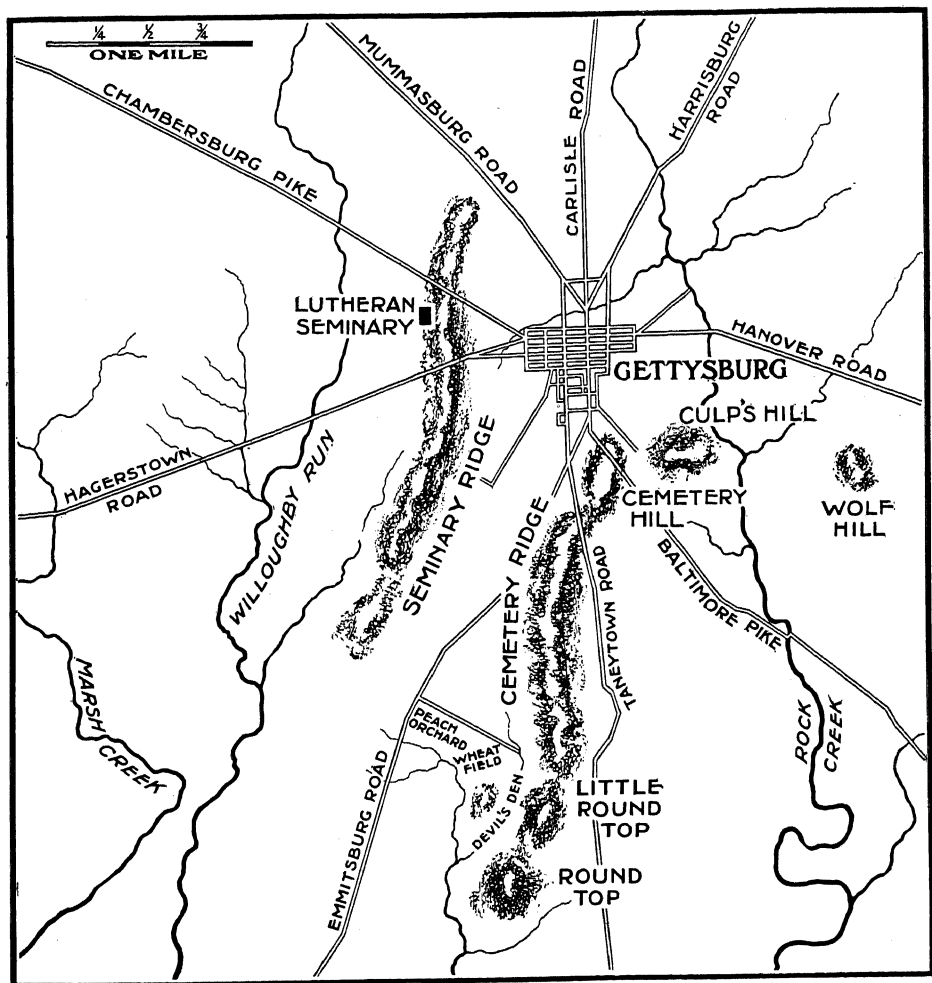 ¼ ½ ¾
ONE MILE
CHAMBERSBURG PIKE
MUMMASBURG ROAD
CARLISLE ROAD
HARRISBURG
ROAD
LUTHERAN
SEMINARY
HANOVER ROAD
GETTYSBURG
CULP'S HILL
HAGERSTOWN
ROAD
WILLOUGHBY RUN
SEMINARY RIDGE
CEMETERY RIDGE
CEMETERY
HILL
WOLF
HILL
BALTIMORE PIKE
TANEYTOWN ROAD
MARSH
CREEK
PEACH
ORCHARD
WHEAT
FIELD
ROCK
CREEK
EMMITSBURG ROAD
DEVIL'S DEN
LITTLE
ROUND
TOP
ROUND
TOP